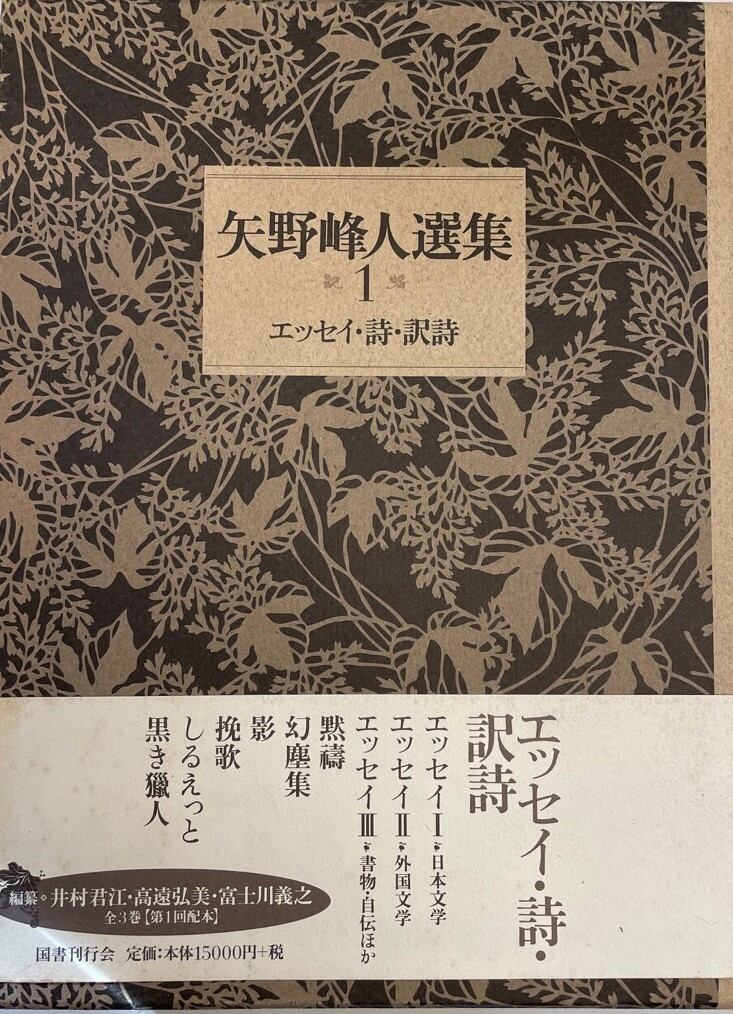 矢野峰人選集
1
エッセイ・詩・訳詩
エッセイ・詩・
訳詩
エッセイⅠ・日本文学
エッセイⅡ・外国文学
エッセイⅢ・書物・自伝ほか
黙禱
幻塵集
影
挽歌
しるえっと
黒き獵人
編纂◦井村君江・高遠弘美・富士川義之
全3巻【第1回配本】
国書刊行会 定価:本体15000円+税